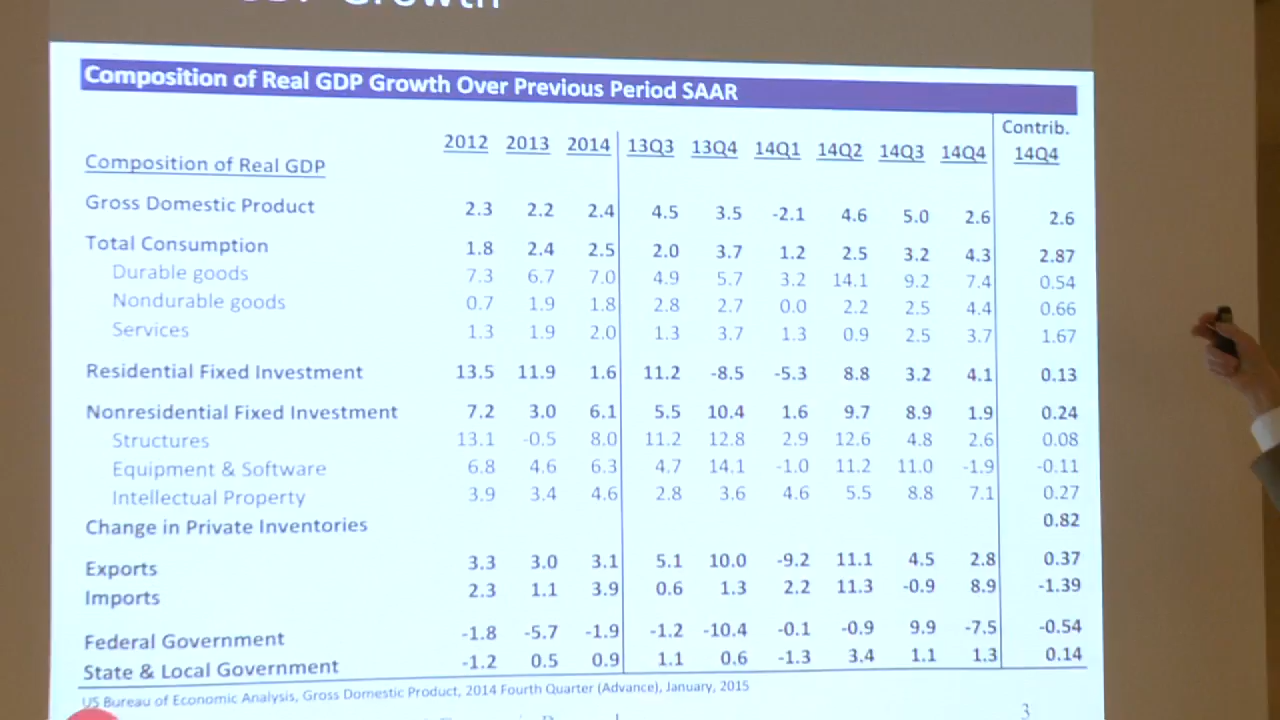 GDP Growth
Composition of Real GDP Growth Over Previous Period SAAR
Contrib.
2012 2013 2014 13Q3 13Q4 14Q1 14Q2 14Q3 14Q4 14Q4
Composition of Real GDP
Gross Domestic Product 2.3 2.2 2.4 4.5 3.5 -2.1 4.6 5.0 2.6 2.6
Total Consumption 1.8 2.4 2.5 2.0 3.7 1.2 2.5 3.2 4.3 2.87
Durable goods 7.3 6.7 7.0 4.9 5.7 3.2 14.1 9.2 7.4 0.54
Nondurable goods 0.7 1.9 1.8 2.8 2.7 0.0 2.2 2.5 4.4 0.66
Services 1.3 1.9 2.0 1.3 3.7 1.3 0.9 2.5 3.7 1.67
Residential Fixed Investment 13.5 11.9 1.6 11.2 -8.5 -5.3 8.8 3.2 4.1 0.13
Nonresidential Fixed Investment 7.2 3.0 6.1 5.5 10.4 1.6 9.7 8.9 1.9 0.24
Structures 13.1 -0.5 8.0 11.2 12.8 2.9 12.6 4.8 2.6 0.08
Equipment & Software 6.8 4.6 6.3 4.7 14.1 -1.0 11.2 11.0 -1.9 -0.11
Intellectual Property 3.9 3.4 4.6 2.8 3.6 4.6 5.5 8.8 7.1 0.27
Change in Private Inventories 0.82
Exports 3.3 3.0 3.1 5.1 10.0 -9.2 11.1 4.5 2.8 0.37
Imports 2.3 1.1 3.9 0.6 1.3 2.2 11.3 -0.9 8.9 -1.39
Federal Government -1.8 -5.7 -1.9 -1.2 -10.4 -0.1 -0.9 9.9 -7.5 -0.54
State & Local Government -1.2 0.5 0.9 1.1 0.6 -1.3 3.4 1.1 1.3 0.14
US Bureau of Economic Analysis, Gross Domestic Product, 2014 Fourth Quarter (Advance), January, 2015
3